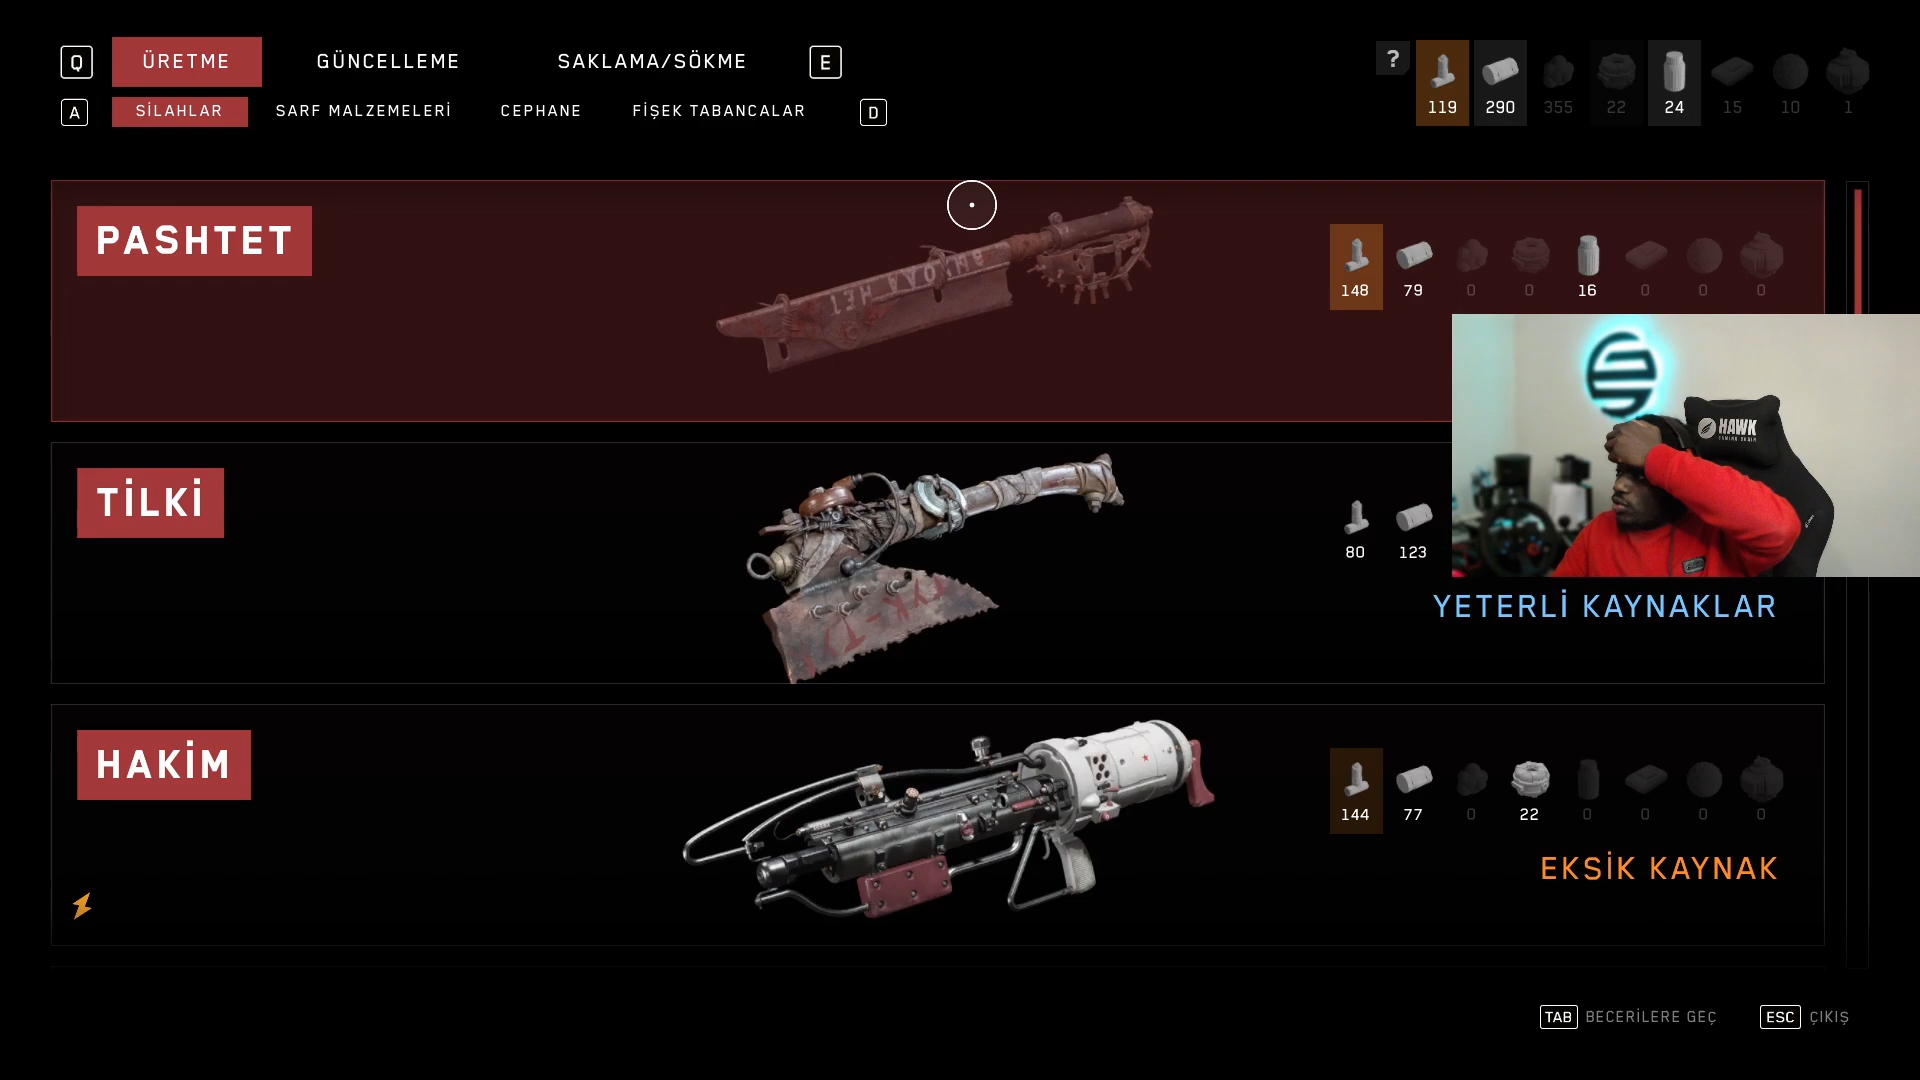 Q ÜRETME GÜNCELLEME SAKLAMA/SÖKME E
A SİLAHLAR SARF MALZEMELERİ CEPHANE FİŞEK TABANCALAR D
?
119 290 355 22 24 15 10 1
PASHTET
148 79 0 0 16 0 0 0
HAWK
TİLKİ
80 123
YETERLİ KAYNAKLAR
HAKİM
144 77 0 22 0 0 0 0
EKSİK KAYNAK
TAB BECERİLERE GEÇ ESC ÇIKIŞ